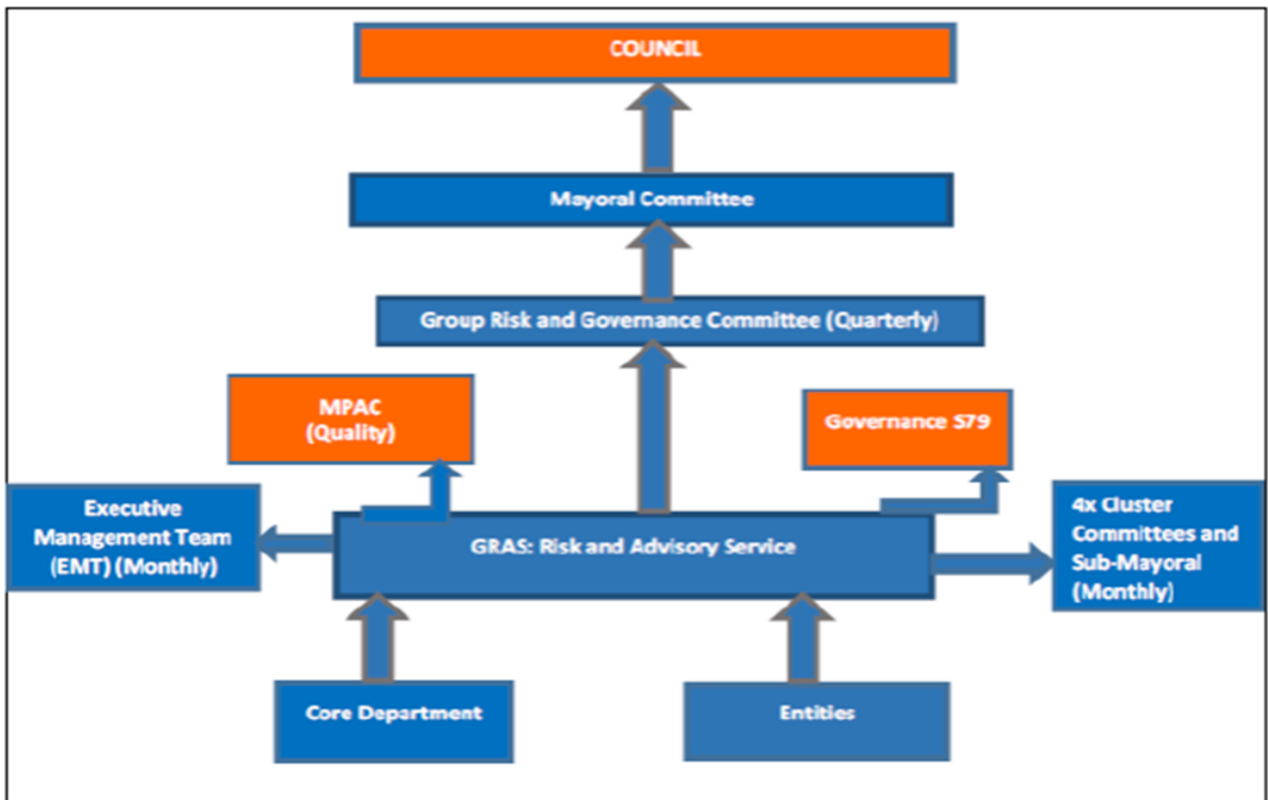 COUNCIL
Mayoral Committee
Group Risk and Governance Committee (Quarterly)
MPAC
(Quality)
Governance S79
Executive
Management Team
(EMT) (Monthly)
GRAS: Risk and Advisory Service
4x Cluster
Committees and
Sub-Mayoral
(Monthly)
Core Department
Entities